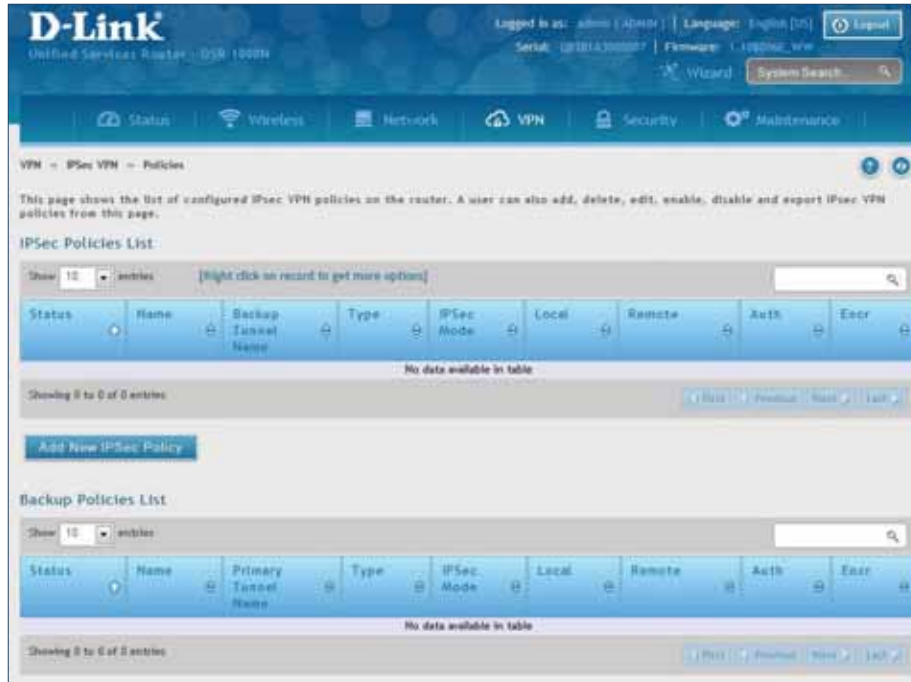 D-Link
Unified Services Router - DSR-1000N
Logged in as: admin ( ADMIN ) | Language: English [US]
Logout
Serial: | Firmware:
Wizard
System Search...
Status
Wireless
Network
VPN
Security
Maintenance
VPN » IPSec VPN » Policies
This page shows the list of configured IPsec VPN policies on the router. A user can also add, delete, edit, enable, disable and export IPsec VPN
policies from this page.
IPSec Policies List
Show 10 entries
[Right click on record to get more options]
Status Name Backup Tunnel Name Type IPSec Mode Local Remote Auth Encr
No data available in table
Showing 0 to 0 of 0 entries
First Previous Next Last
Add New IPSec Policy
Backup Policies List
Show 10 entries
Status Name Primary Tunnel Name Type IPSec Mode Local Remote Auth Encr
No data available in table
Showing 0 to 0 of 0 entries
First Previous Next Last